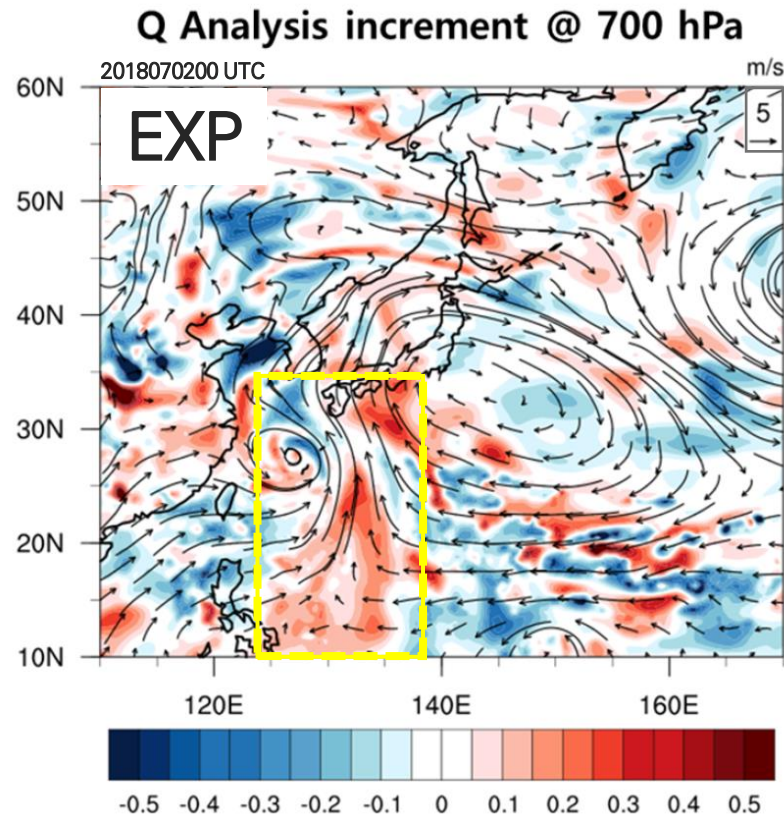 Q Analysis increment @ 700 hPa
2018070200 UTC
m/s
60N
EXP
5
50N
40N
30N
20N
10N
120E 140E 160E
-0.5 -0.4 -0.3 -0.2 -0.1 0 0.1 0.2 0.3 0.4 0.5